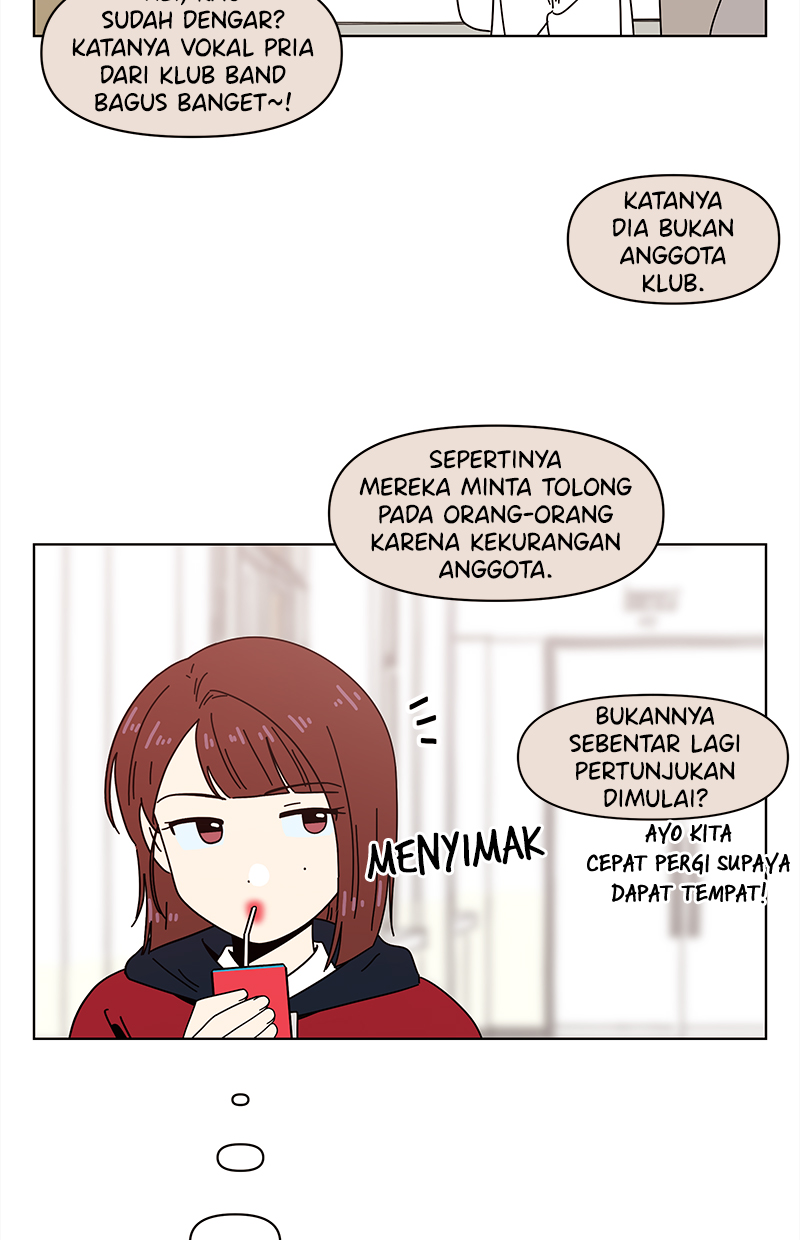 SUDAH DENGAR?
KATANYA VOKAL PRIA
DARI KLUB BAND
BAGUS BANGET~!
KATANYA
DIA BUKAN
ANGGOTA
KLUB.
SEPERTINYA
MEREKA MINTA TOLONG
PADA ORANG-ORANG
KARENA KEKURANGAN
ANGGOTA.
BUKANNYA
SEBENTAR LAGI
PERTUNJUKAN
DIMULAI?
AYO KITA
CEPAT PERGI SUPAYA
DAPAT TEMPAT!
MENYIMAK